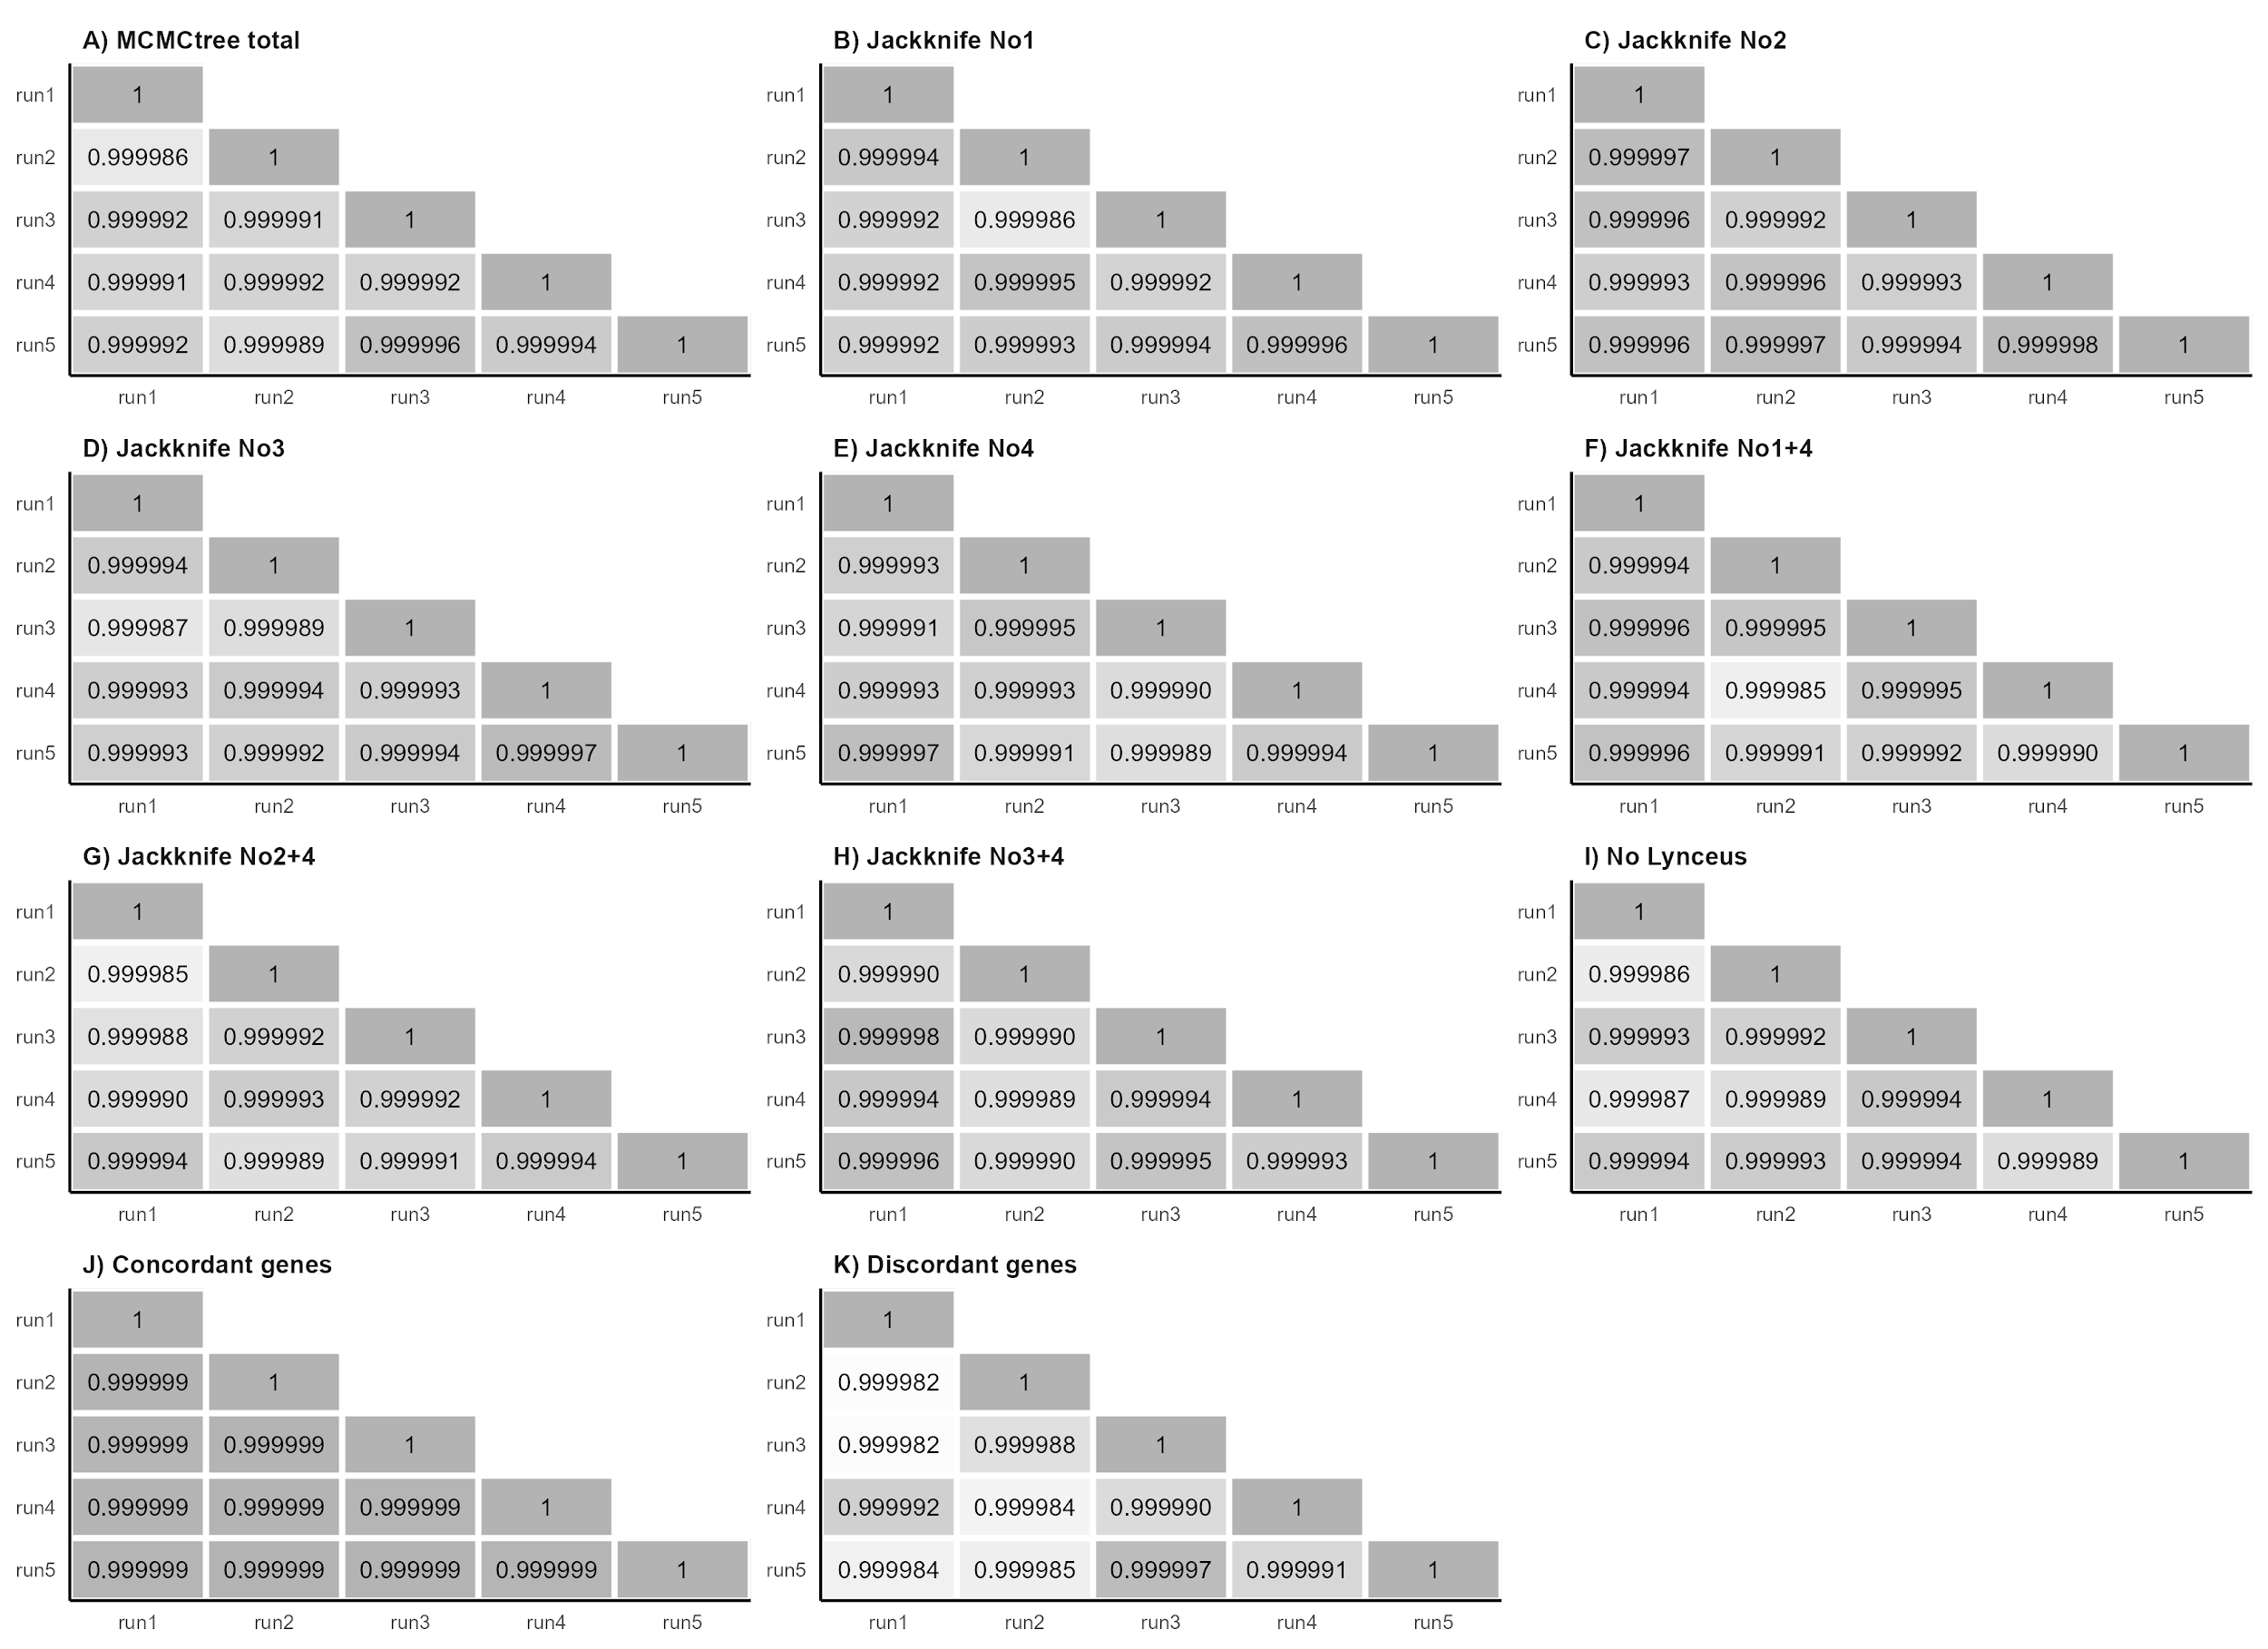 A) MCMCtree total
run1 1
run2 0.999986 1
run3 0.999992 0.999991 1
run4 0.999991 0.999992 0.999992 1
run5 0.999992 0.999989 0.999996 0.999994 1
run1 run2 run3 run4 run5
B) Jackknife No1
run1 1
run2 0.999994 1
run3 0.999992 0.999986 1
run4 0.999992 0.999995 0.999992 1
run5 0.999992 0.999993 0.999994 0.999996 1
run1 run2 run3 run4 run5
C) Jackknife No2
run1 1
run2 0.999997 1
run3 0.999996 0.999992 1
run4 0.999993 0.999996 0.999993 1
run5 0.999996 0.999997 0.999994 0.999998 1
run1 run2 run3 run4 run5
D) Jackknife No3
run1 1
run2 0.999994 1
run3 0.999987 0.999989 1
run4 0.999993 0.999994 0.999993 1
run5 0.999993 0.999992 0.999994 0.999997 1
run1 run2 run3 run4 run5
E) Jackknife No4
run1 1
run2 0.999993 1
run3 0.999991 0.999995 1
run4 0.999993 0.999993 0.999990 1
run5 0.999997 0.999991 0.999989 0.999994 1
run1 run2 run3 run4 run5
F) Jackknife No1+4
run1 1
run2 0.999994 1
run3 0.999996 0.999995 1
run4 0.999994 0.999985 0.999995 1
run5 0.999996 0.999991 0.999992 0.999990 1
run1 run2 run3 run4 run5
G) Jackknife No2+4
run1 1
run2 0.999985 1
run3 0.999988 0.999992 1
run4 0.999990 0.999993 0.999992 1
run5 0.999994 0.999989 0.999991 0.999994 1
run1 run2 run3 run4 run5
H) Jackknife No3+4
run1 1
run2 0.999990 1
run3 0.999998 0.999990 1
run4 0.999994 0.999989 0.999994 1
run5 0.999996 0.999990 0.999995 0.999993 1
run1 run2 run3 run4 run5
I) No Lynceus
run1 1
run2 0.999986 1
run3 0.999993 0.999992 1
run4 0.999987 0.999989 0.999994 1
run5 0.999994 0.999993 0.999994 0.999989 1
run1 run2 run3 run4 run5
J) Concordant genes
run1 1
run2 0.999999 1
run3 0.999999 0.999999 1
run4 0.999999 0.999999 0.999999 1
run5 0.999999 0.999999 0.999999 0.999999 1
run1 run2 run3 run4 run5
K) Discordant genes
run1 1
run2 0.999982 1
run3 0.999982 0.999988 1
run4 0.999992 0.999984 0.999990 1
run5 0.999984 0.999985 0.999997 0.999991 1
run1 run2 run3 run4 run5